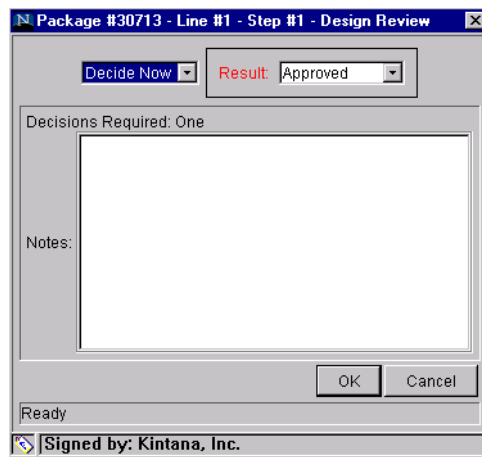 Package #30713 - Line #1 - Step #1 - Design Review
Decide Now Result: Approved
Decisions Required: One
Notes:
OK Cancel
Ready
Signed by: Kintana, Inc.